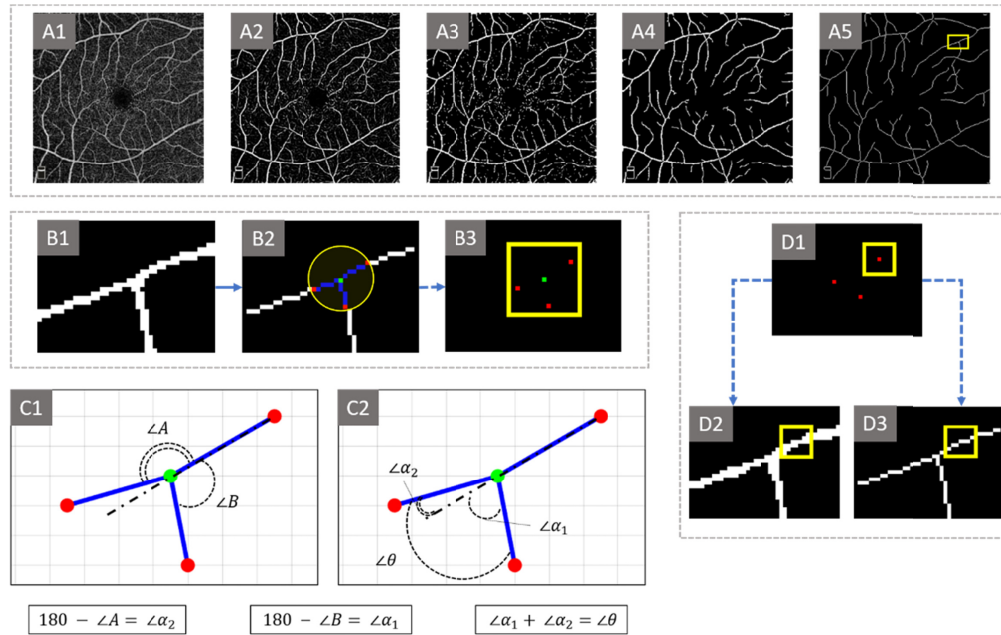 A1
A2
A3
A4
A5
B1
B2
B3
D1
C1
∠A
∠B
C2
∠α₂
∠α₁
∠θ
D2
D3
180 − ∠A = ∠α₂
180 − ∠B = ∠α₁
∠α₁ + ∠α₂ = ∠θ